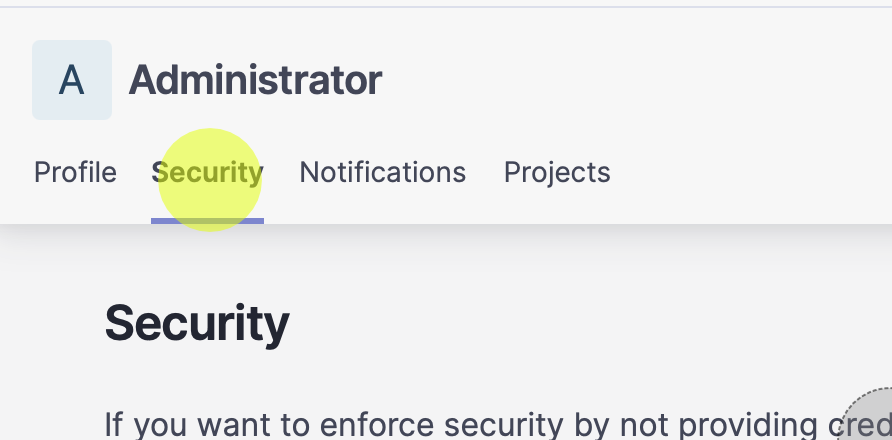 A Administrator
Profile Security Notifications Projects
Security
If you want to enforce security by not providing